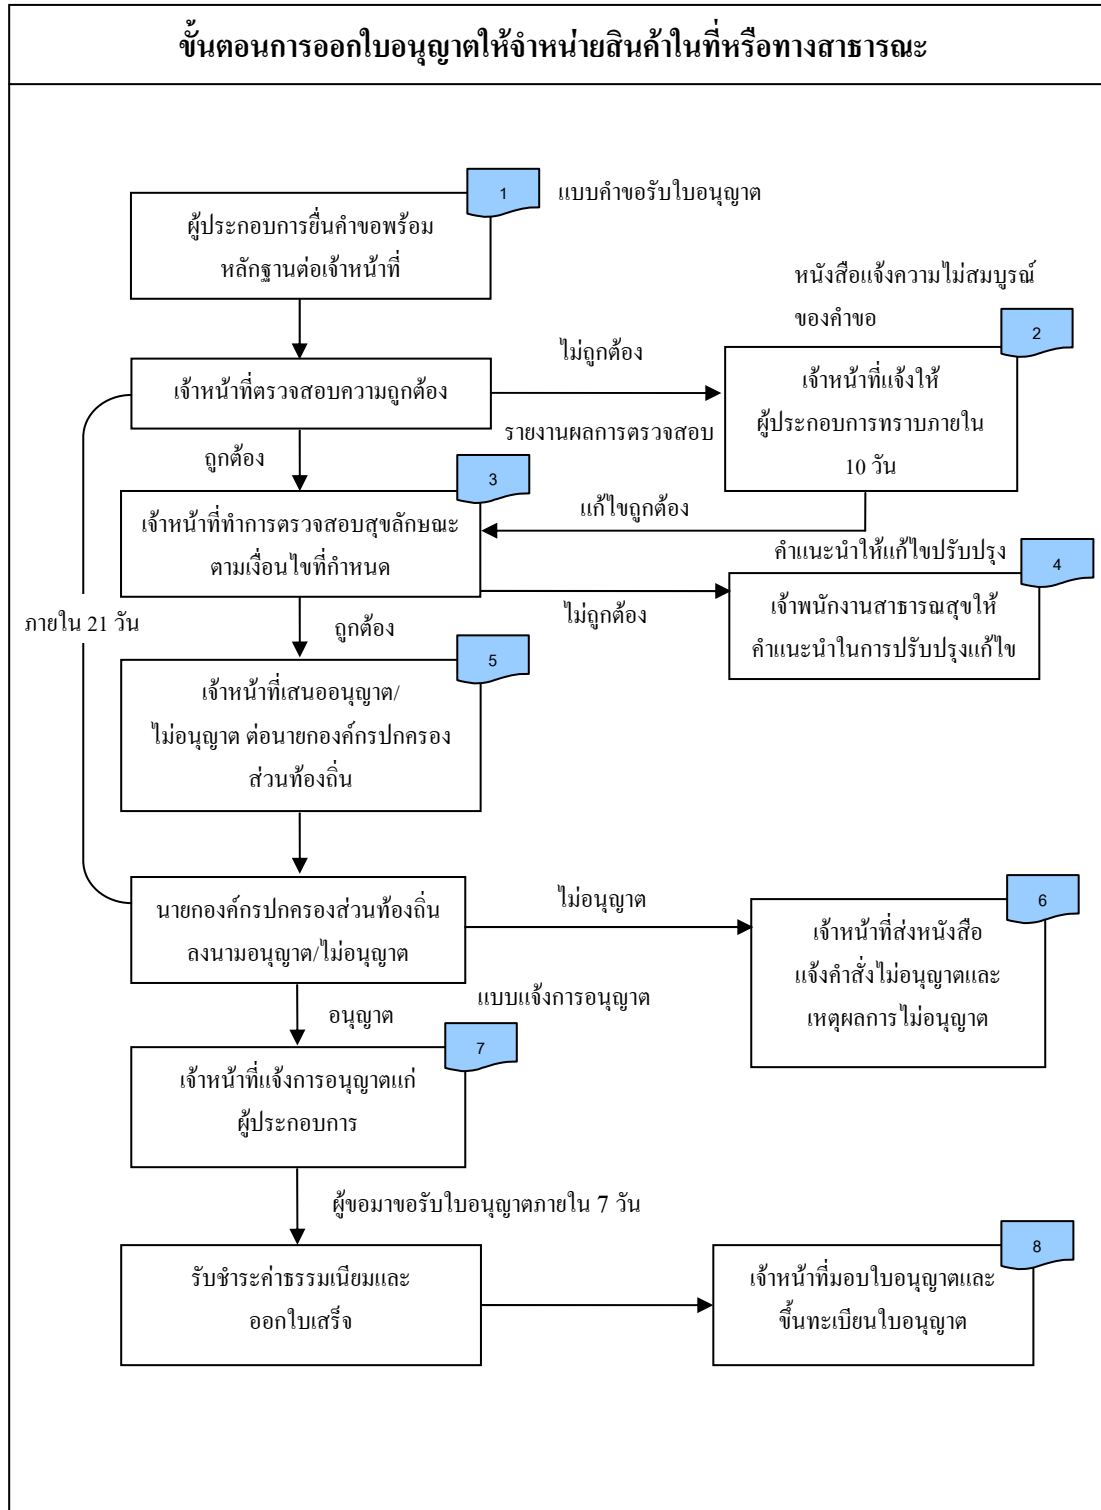 ขั้นตอนการออกใบอนุญาตให้จำหน่ายสินค้าในที่หรือทางสาธารณะ
1
แบบคำขอรับใบอนุญาต
ผู้ประกอบการยื่นคำขอพร้อม
หลักฐานต่อเจ้าหน้าที่
หนังสือแจ้งความไม่สมบูรณ์
ของคำขอ
2
ไม่ถูกต้อง
เจ้าหน้าที่ตรวจสอบความถูกต้อง
เจ้าหน้าที่แจ้งให้
ผู้ประกอบการทราบภายใน
10 วัน
รายงานผลการตรวจสอบ
ถูกต้อง
3
แก้ไขถูกต้อง
เจ้าหน้าที่ทำการตรวจสอบสุขลักษณะ
ตามเงื่อนไขที่กำหนด
คำแนะนำให้แก้ไขปรับปรุง
4
ไม่ถูกต้อง
เจ้าพนักงานสาธารณสุขให้
คำแนะนำในการปรับปรุงแก้ไข
ภายใน 21 วัน
ถูกต้อง
5
เจ้าหน้าที่เสนออนุญาต/
ไม่อนุญาต ต่อนายกองค์กรปกครอง
ส่วนท้องถิ่น
นายกองค์กรปกครองส่วนท้องถิ่น
ลงนามอนุญาต/ไม่อนุญาต
ไม่อนุญาต
6
เจ้าหน้าที่ส่งหนังสือ
แจ้งคำสั่งไม่อนุญาตและ
เหตุผลการไม่อนุญาต
อนุญาต
แบบแจ้งการอนุญาต
7
เจ้าหน้าที่แจ้งการอนุญาตแก่
ผู้ประกอบการ
ผู้ขอมาขอรับใบอนุญาตภายใน 7 วัน
รับชำระค่าธรรมเนียมและ
ออกใบเสร็จ
8
เจ้าหน้าที่มอบใบอนุญาตและ
ขึ้นทะเบียนใบอนุญาต